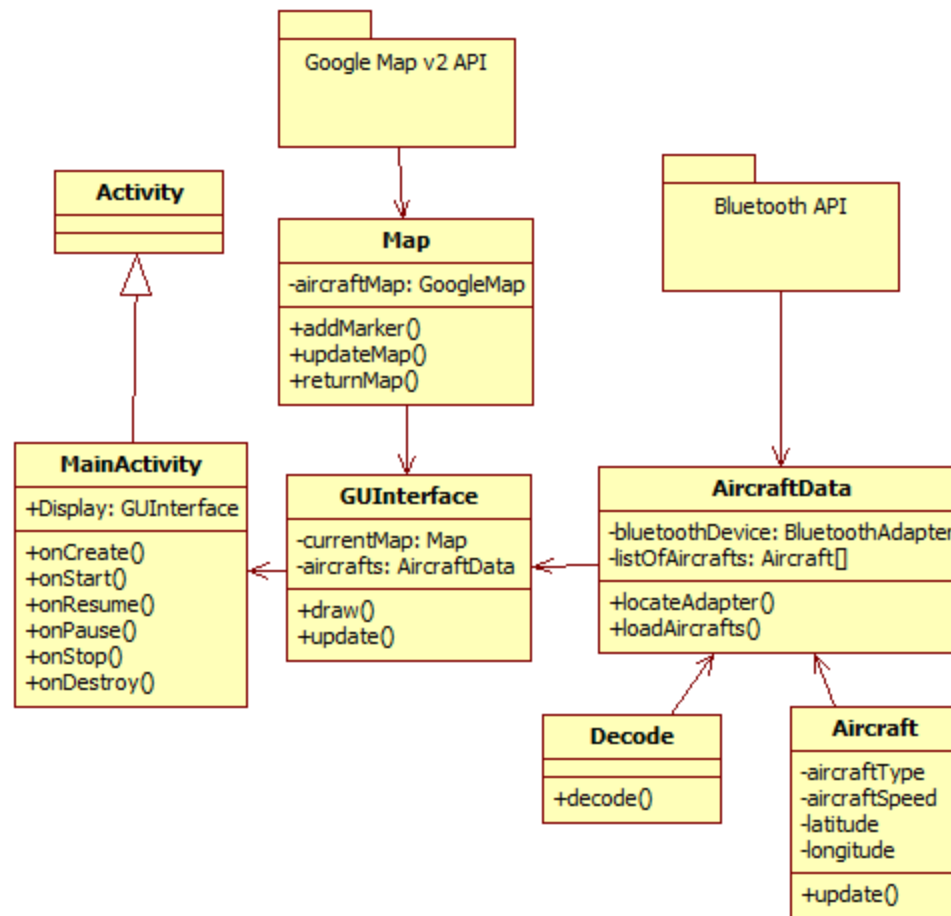 Google Map v2 API
Activity
Bluetooth API
Map
-aircraftMap: GoogleMap
+addMarker()
+updateMap()
+returnMap()
MainActivity
+Display: GUInterface
+onCreate()
+onStart()
+onResume()
+onPause()
+onStop()
+onDestroy()
GUInterface
-currentMap: Map
-aircrafts: AircraftData
+draw()
+update()
AircraftData
-bluetoothDevice: BluetoothAdapter
-listOfAircrafts: Aircraft[]
+locateAdapter()
+loadAircrafts()
Decode
+decode()
Aircraft
-aircraftType
-aircraftSpeed
-latitude
-longitude
+update()